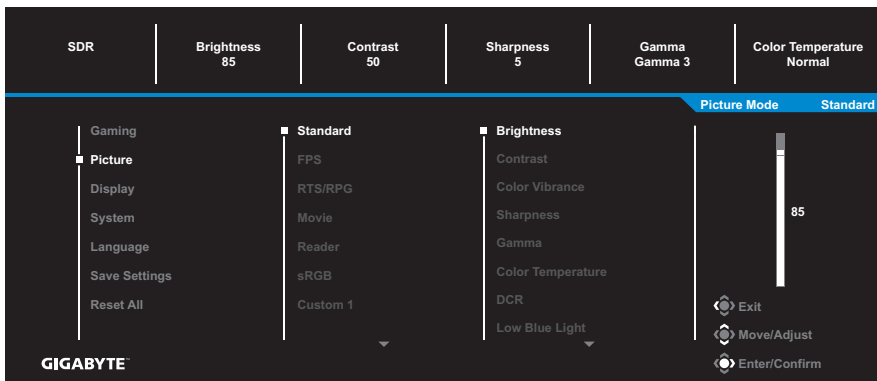 SDR
Brightness
85
Contrast
50
Sharpness
5
Gamma
Gamma 3
Color Temperature
Normal
Picture Mode Standard
Gaming
Picture
Display
System
Language
Save Settings
Reset All
Standard
FPS
RTS/RPG
Movie
Reader
sRGB
Custom 1
Brightness
Contrast
Color Vibrance
Sharpness
Gamma
Color Temperature
DCR
Low Blue Light
85
Exit
Move/Adjust
Enter/Confirm
GIGABYTE™